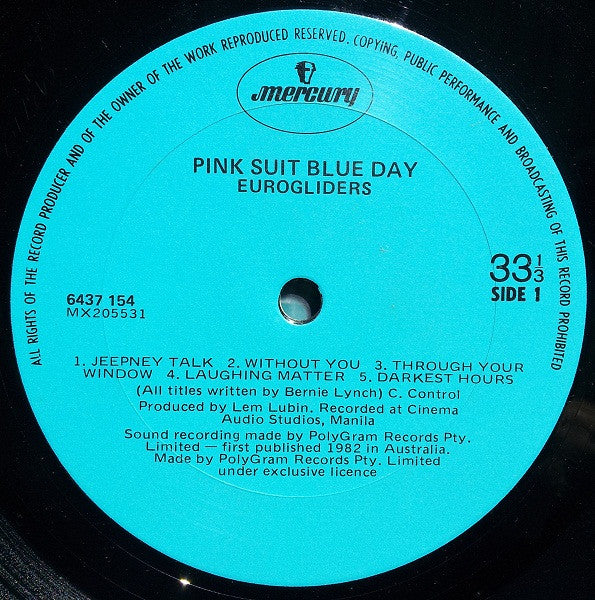 ALL RIGHTS OF THE RECORD PRODUCER AND OF THE OWNER OF THE WORK REPRODUCED RESERVED. COPYING, PUBLIC PERFORMANCE AND BROADCASTING OF THIS RECORD PROHIBITED
mercury
PINK SUIT BLUE DAY
EUROGLIDERS
33 1/3
SIDE 1
6437 154
MX205531
1. JEEPNEY TALK 2. WITHOUT YOU 3. THROUGH YOUR
WINDOW 4. LAUGHING MATTER 5. DARKEST HOURS
(All titles written by Bernie Lynch) C. Control
Produced by Lem Lubin. Recorded at Cinema
Audio Studios, Manila
Sound recording made by PolyGram Records Pty.
Limited — first published 1982 in Australia.
Made by PolyGram Records Pty. Limited
under exclusive licence